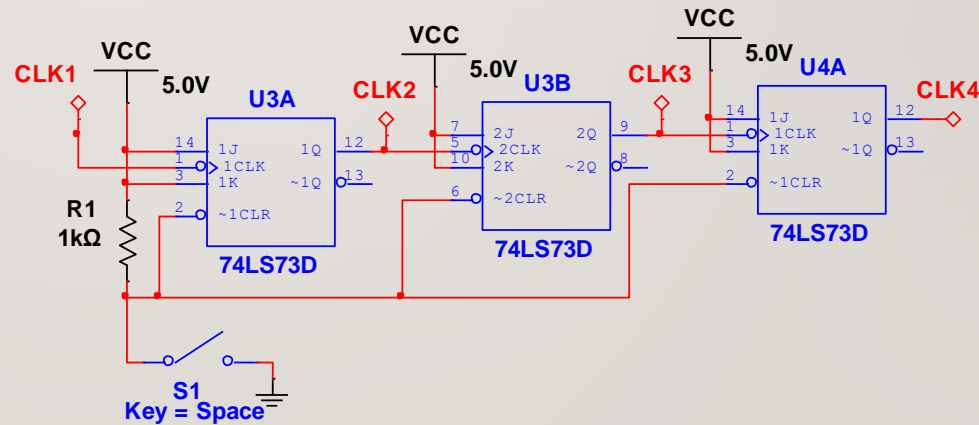 VCC
5.0V
CLK1
U3A
14
1J
1Q
12
1
1CLK
3
1K
~1Q
13
2
~1CLR
74LS73D
R1
1kΩ
CLK2
VCC
5.0V
U3B
7
2J
2Q
9
5
2CLK
10
2K
~2Q
8
6
~2CLR
74LS73D
CLK3
VCC
5.0V
U4A
14
1J
1Q
12
1
1CLK
3
1K
~1Q
13
2
~1CLR
74LS73D
CLK4
S1
Key = Space